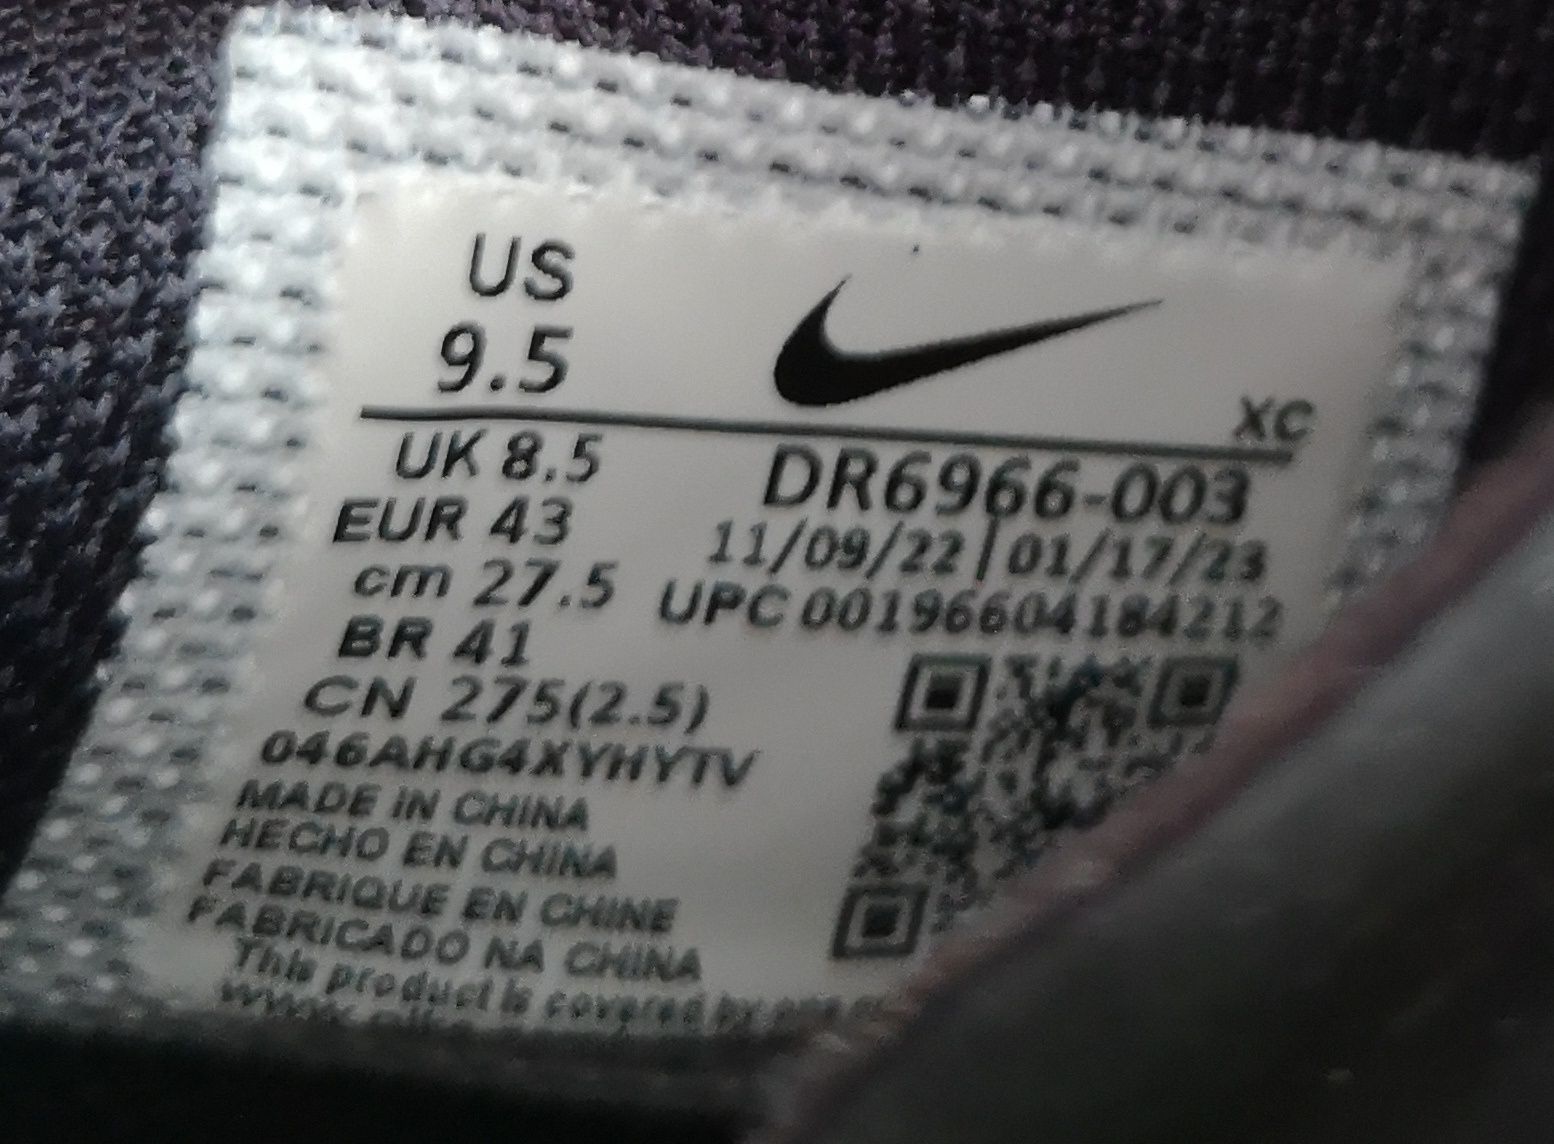 US
9.5
XC
UK 8.5
DR6966-003
EUR 43
11/09/22 | 01/17/23
cm 27.5
UPC 00196604184212
BR 41
CN 275(2.5)
046AHG4XYHYTV
MADE IN CHINA
HECHO EN CHINA
FABRIQUE EN CHINE
FABRICADO NA CHINA
This product is covered by one